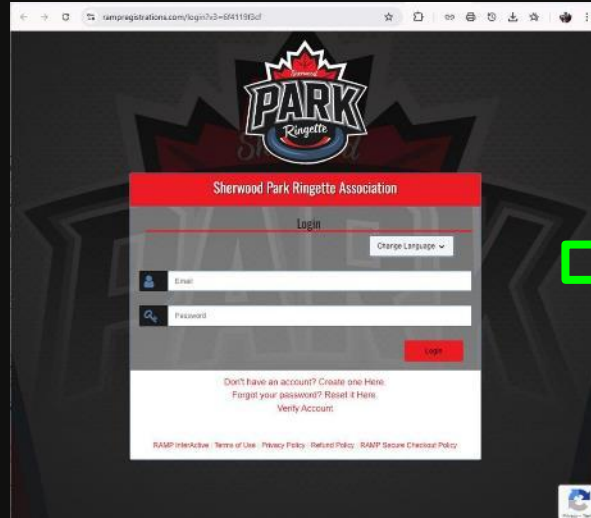 rampregistrations.com/login?v3=6f4119f3cf
Sherwood
PARK
Ringette
Sherwood Park Ringette Association
Login
Change Language
Email
Password
Login
Don't have an account? Create one Here.
Forgot your password? Reset it Here.
Verify Account
RAMP InterActive Terms of Use Privacy Policy Refund Policy RAMP Secure Checkout Policy